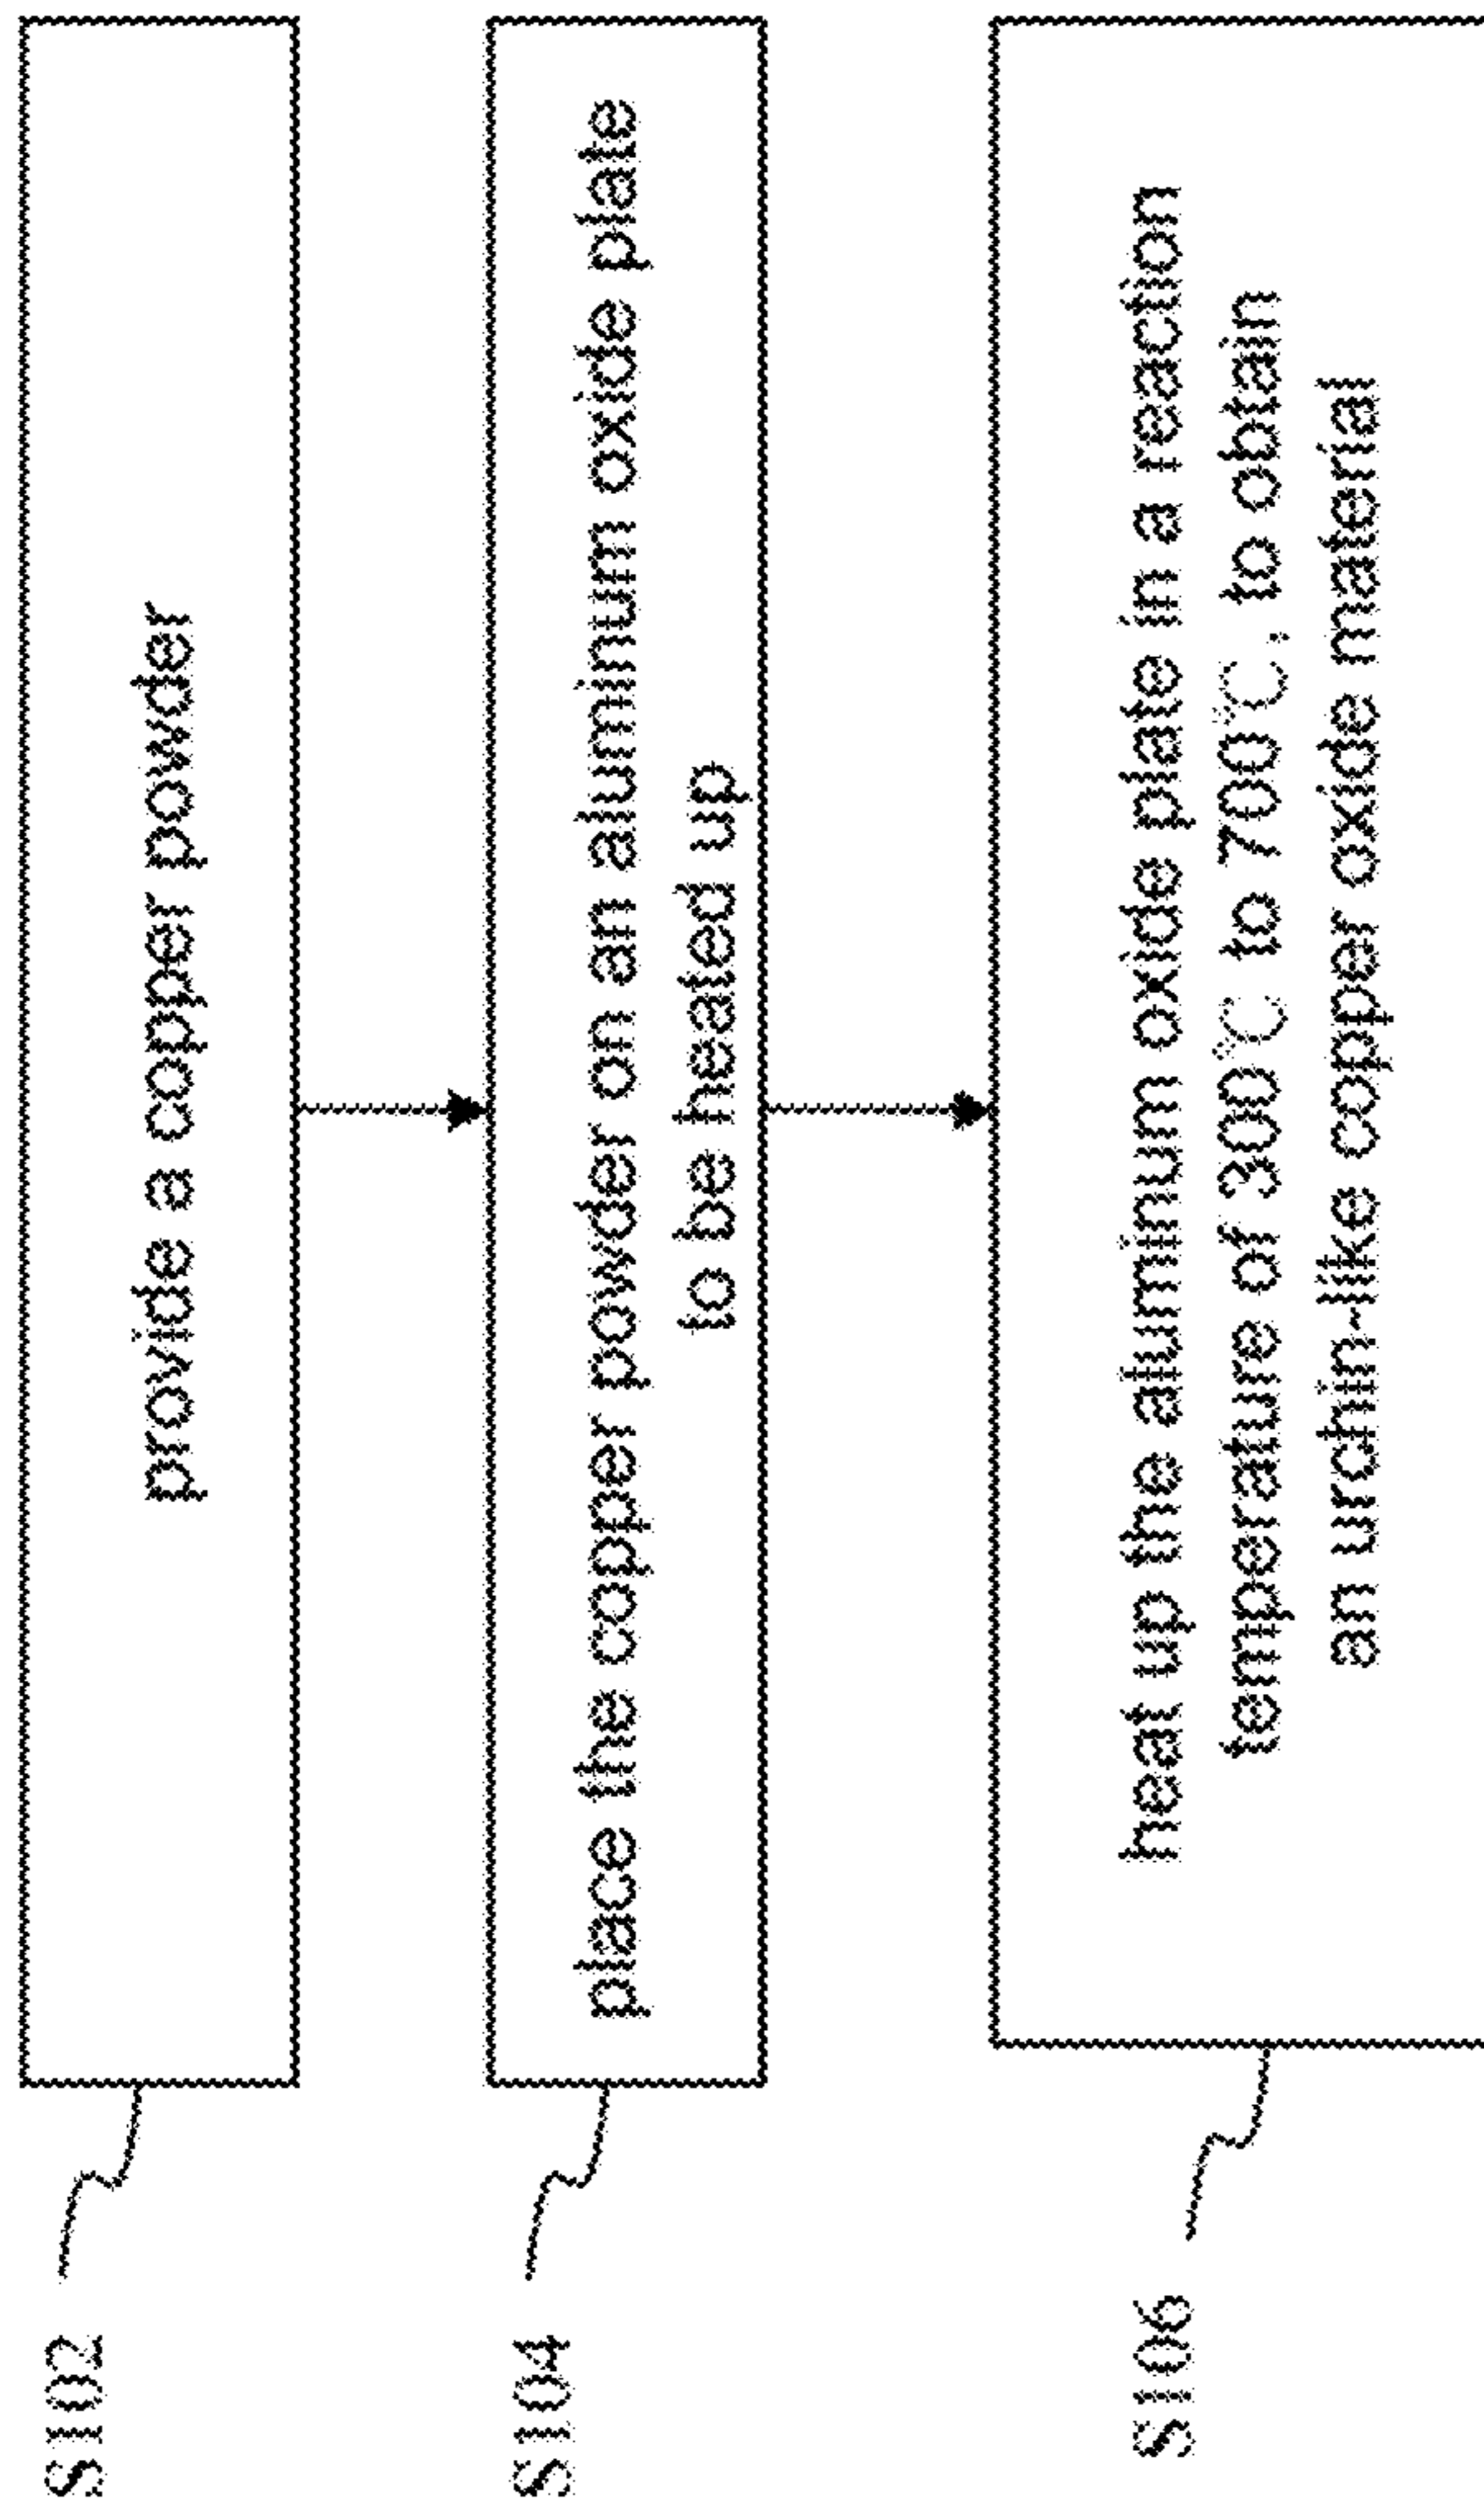 S102
provide a copper powder
S104
place the copper powder on an aluminum oxide plate
to be heated up
S106
heat up the aluminum oxide plate in a reaction
temperature of 300℃ to 700℃, to obtain
an urchin-like copper oxide material